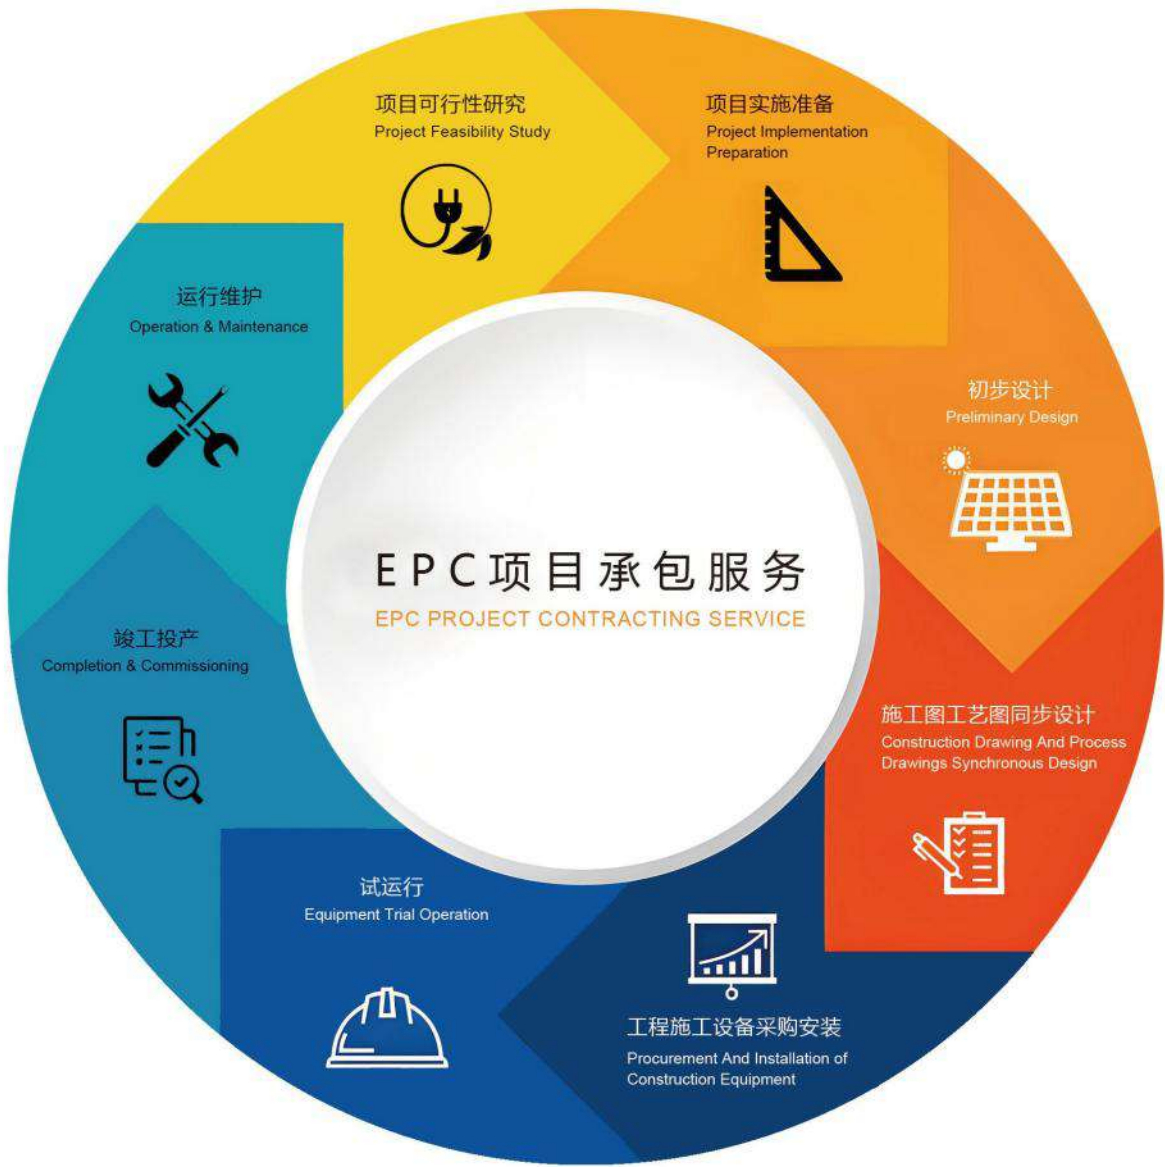 项目可行性研究
Project Feasibility Study
项目实施准备
Project Implementation
Preparation
初步设计
Preliminary Design
施工图工艺图同步设计
Construction Drawing And Process
Drawings Synchronous Design
工程施工设备采购安装
Procurement And Installation of
Construction Equipment
试运行
Equipment Trial Operation
竣工投产
Completion & Commissioning
运行维护
Operation & Maintenance
EPC项目承包服务
EPC PROJECT CONTRACTING SERVICE